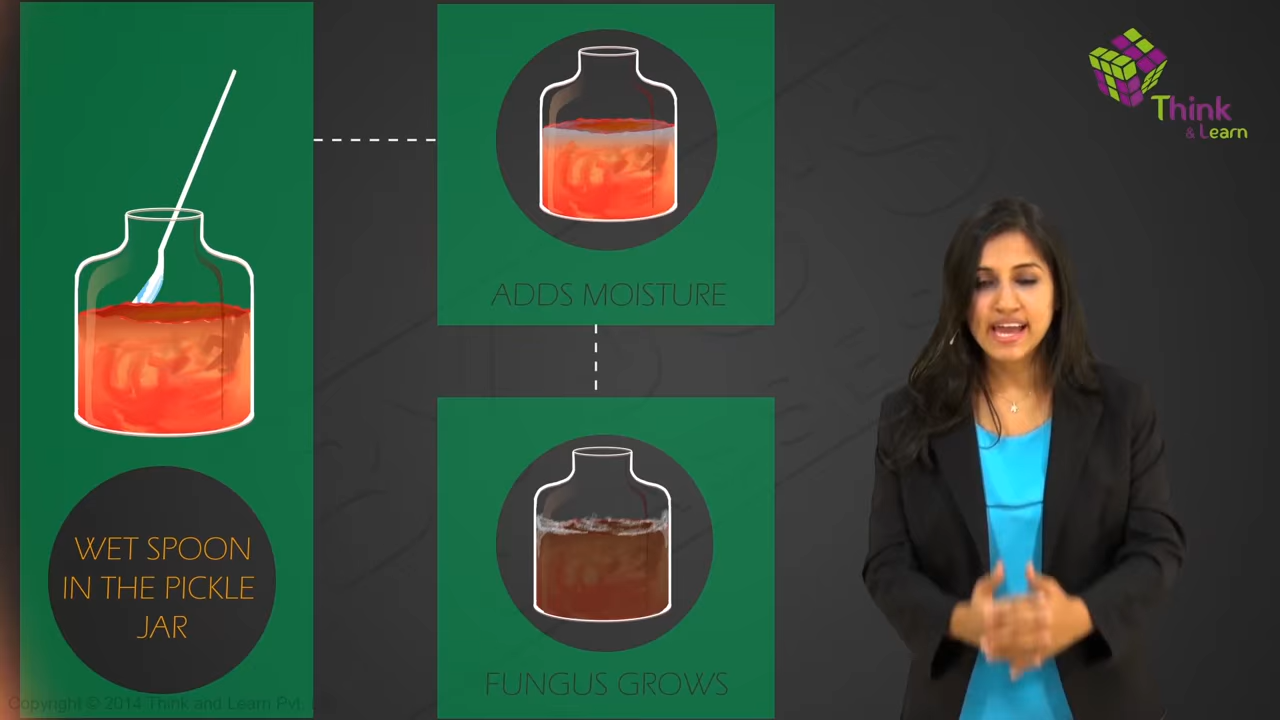 WET SPOON
IN THE PICKLE
JAR
ADDS MOISTURE
FUNGUS GROWS
Think
& Learn
Copyright © 2014 Think and Learn Pvt.